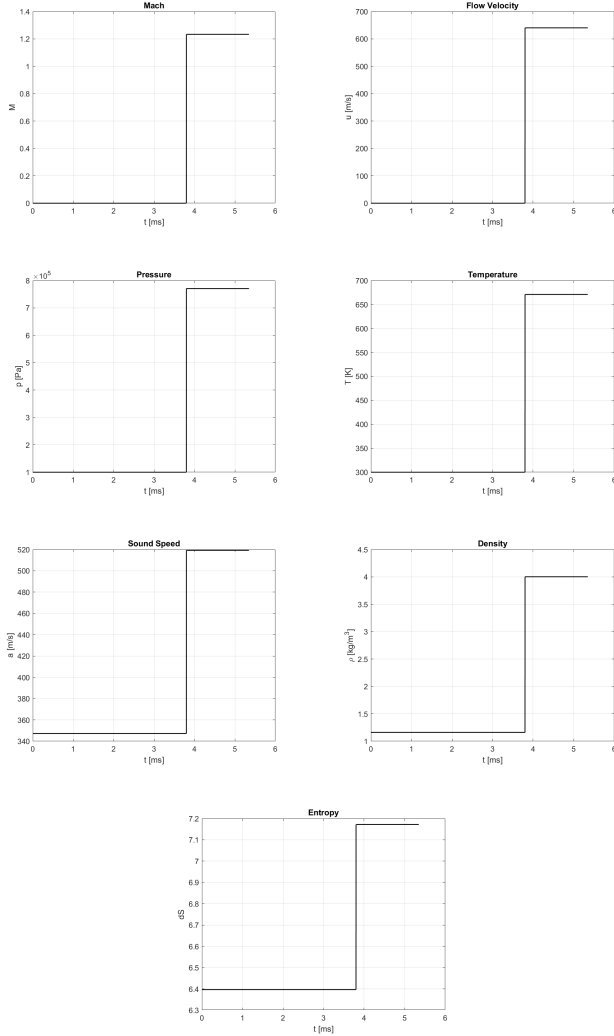 Mach
1.4
1.2
1
0.8
0.6
0.4
0.2
0
M
0 1 2 3 4 5 6
t [ms]
Flow Velocity
700
600
500
400
300
200
100
0
u [m/s]
0 1 2 3 4 5 6
t [ms]
Pressure
× 10⁵
8
7
6
5
4
3
2
1
p [Pa]
0 1 2 3 4 5 6
t [ms]
Temperature
700
650
600
550
500
450
400
350
300
T [K]
0 1 2 3 4 5 6
t [ms]
Sound Speed
520
500
480
460
440
420
400
380
360
340
a [m/s]
0 1 2 3 4 5 6
t [ms]
Density
4.5
4
3.5
3
2.5
2
1.5
1
ρ [kg/m³]
0 1 2 3 4 5 6
t [ms]
Entropy
7.2
7.1
7
6.9
6.8
6.7
6.6
6.5
6.4
6.3
dS
0 1 2 3 4 5 6
t [ms]